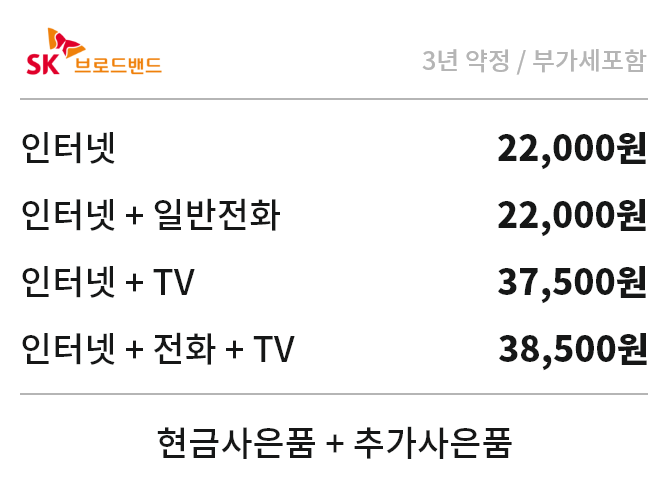 SK브로드밴드
3년 약정 / 부가세포함
인터넷 22,000원
인터넷 + 일반전화 22,000원
인터넷 + TV 37,500원
인터넷 + 전화 + TV 38,500원
현금사은품 + 추가사은품